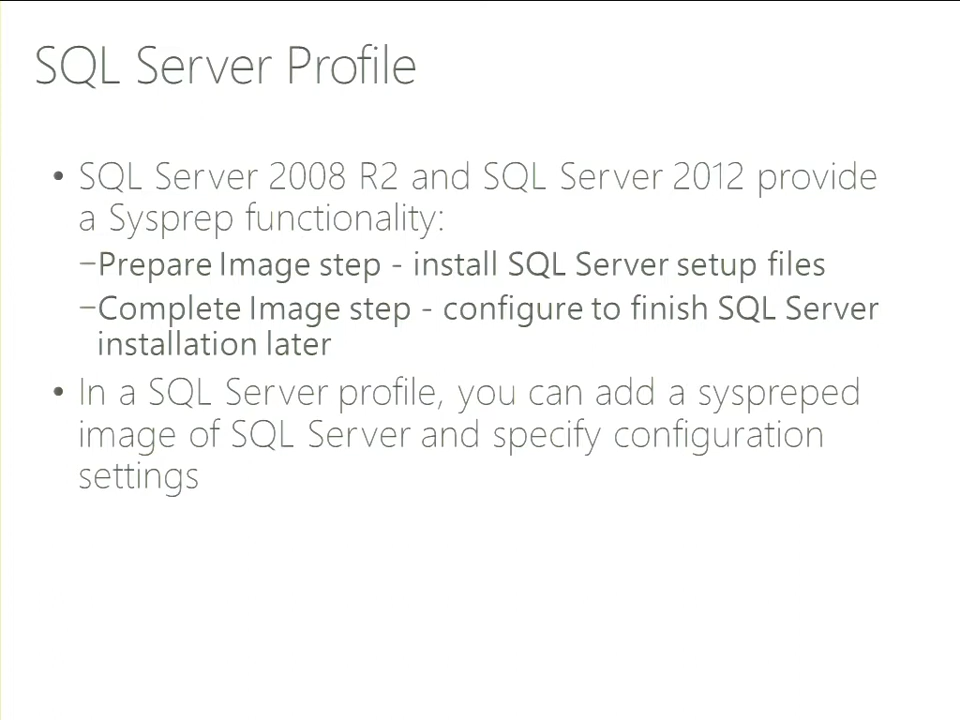 SQL Server Profile
• SQL Server 2008 R2 and SQL Server 2012 provide
a Sysprep functionality:
–Prepare Image step - install SQL Server setup files
–Complete Image step - configure to finish SQL Server
installation later
• In a SQL Server profile, you can add a syspreped
image of SQL Server and specify configuration
settings